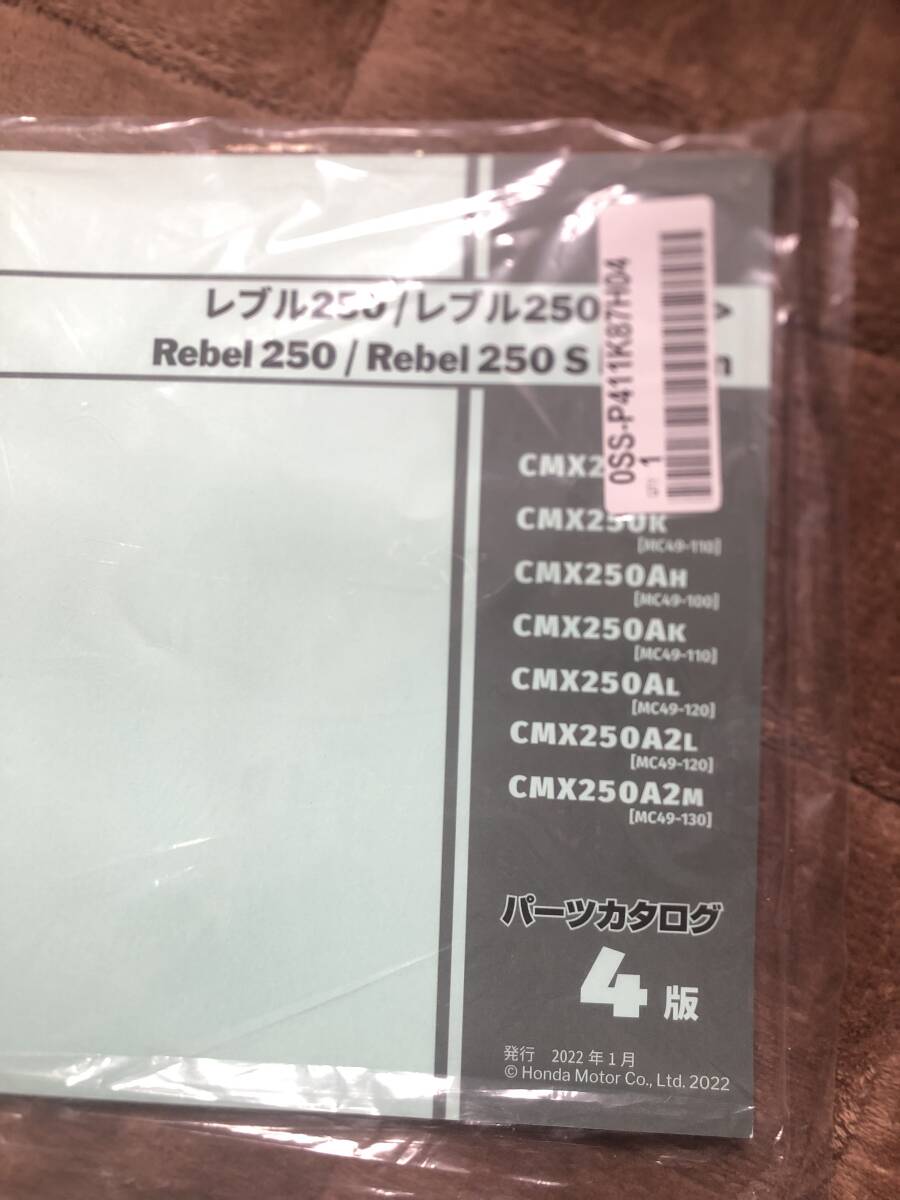 レブル250/レブル250
Rebel 250 / Rebel 250 S
0SS-P411K87H04
QTY 1
CMX250K
[MC49-110]
CMX250AH
[MC49-100]
CMX250AK
[MC49-110]
CMX250AL
[MC49-120]
CMX250A2L
[MC49-120]
CMX250A2M
[MC49-130]
パーツカタログ
4 版
発行 2022年1月
© Honda Motor Co., Ltd. 2022